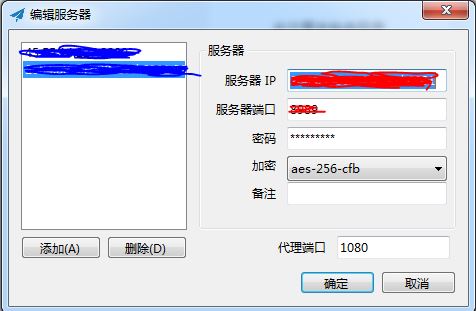 编辑服务器
服务器
服务器 IP
服务器端口
密码
*********
加密
aes-256-cfb
备注
添加(A)
删除(D)
代理端口
1080
确定
取消